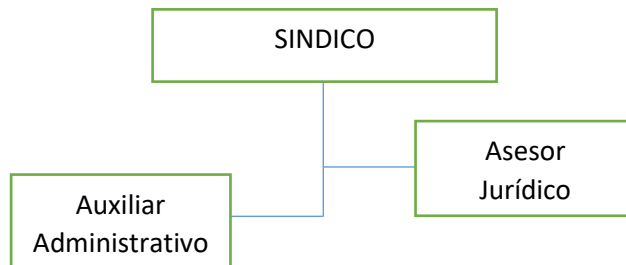 SINDICO
Asesor
Jurídico
Auxiliar
Administrativo